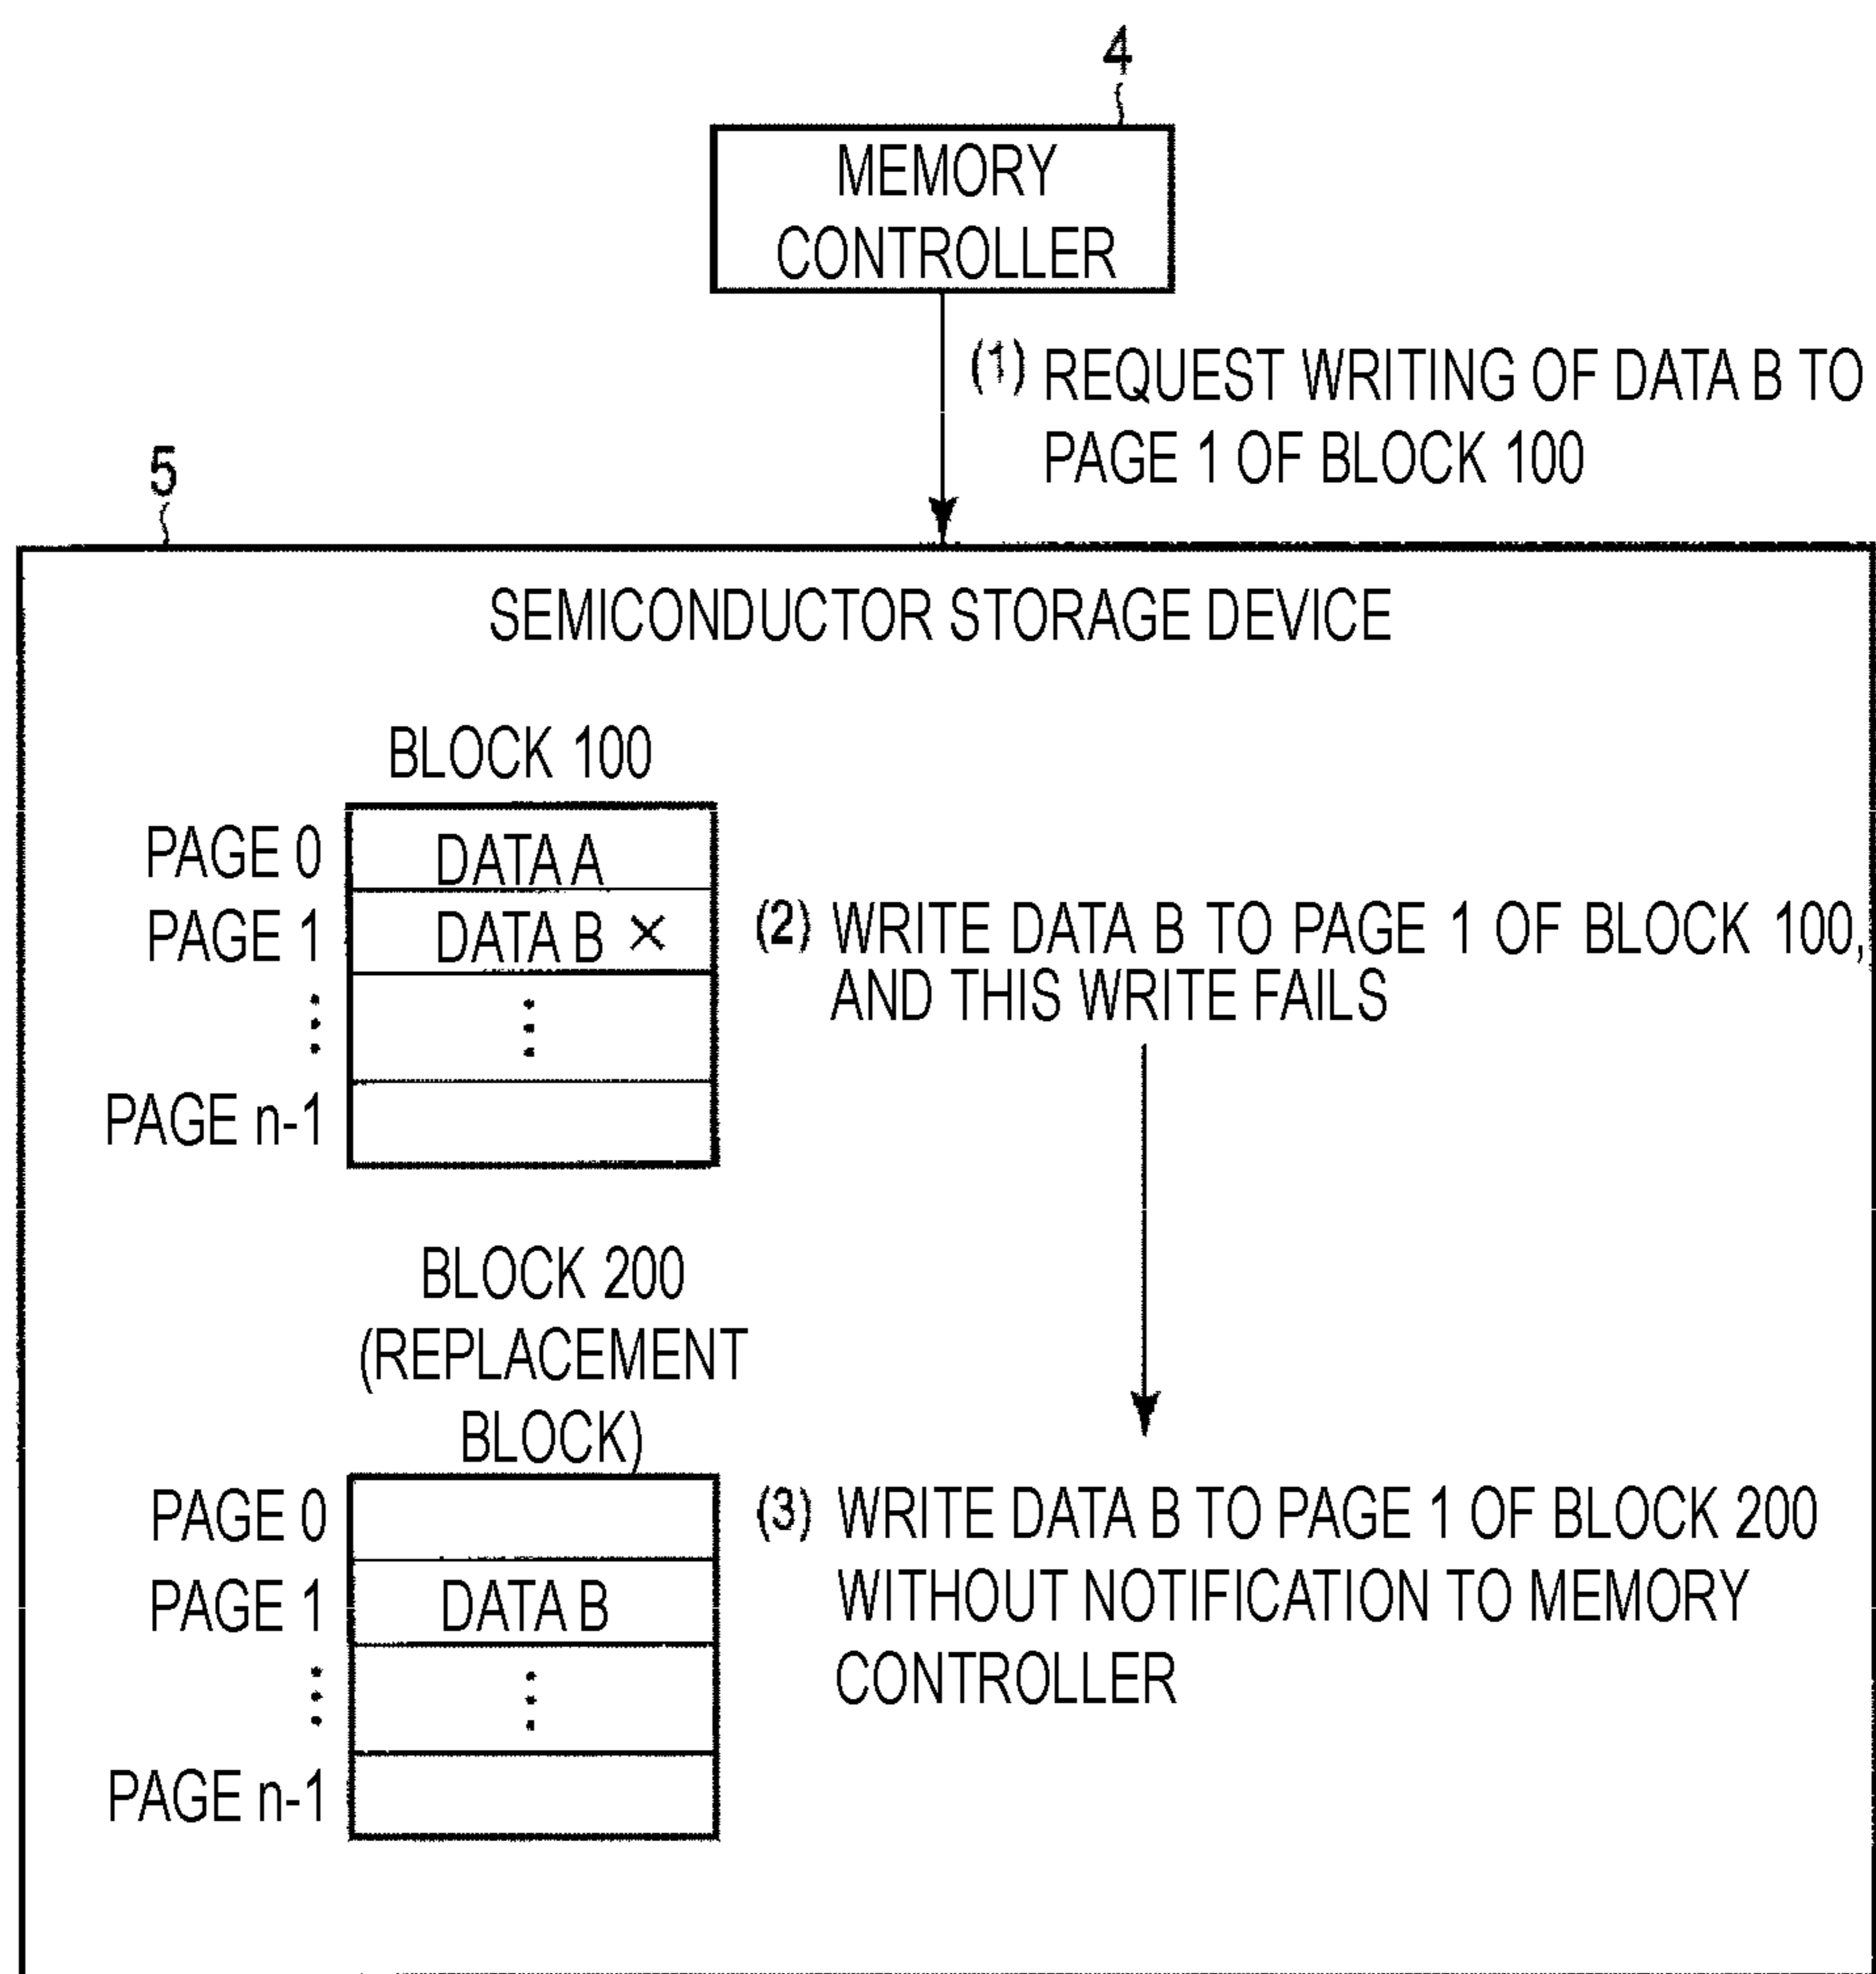 4
MEMORY
CONTROLLER
(1) REQUEST WRITING OF DATA B TO
PAGE 1 OF BLOCK 100
5
SEMICONDUCTOR STORAGE DEVICE
BLOCK 100
PAGE 0 DATA A
PAGE 1 DATA B × (2) WRITE DATA B TO PAGE 1 OF BLOCK 100,
AND THIS WRITE FAILS
⋮ ⋮
PAGE n-1
BLOCK 200
(REPLACEMENT
BLOCK)
PAGE 0 (3) WRITE DATA B TO PAGE 1 OF BLOCK 200
PAGE 1 DATA B WITHOUT NOTIFICATION TO MEMORY
⋮ ⋮ CONTROLLER
PAGE n-1